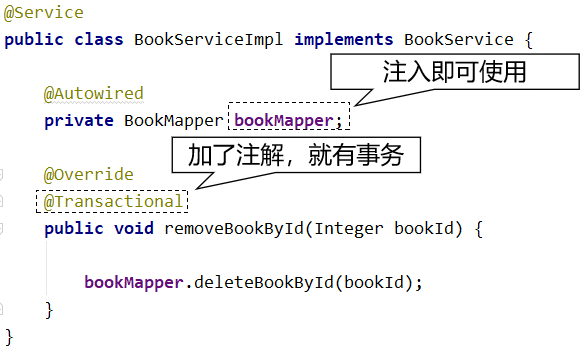 @Service
public class BookServiceImpl implements BookService {
注入即可使用
@Autowired
private BookMapper bookMapper;
加了注解，就有事务
@Override
@Transactional
public void removeBookById(Integer bookId) {
bookMapper.deleteBookById(bookId);
}
}